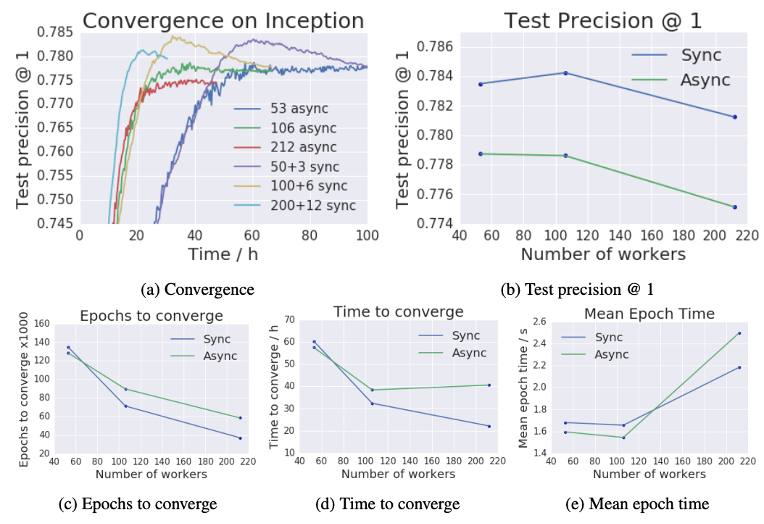 Convergence on Inception
Test precision @ 1
0.785
0.780
0.775
0.770
0.765
0.760
0.755
0.750
0.745
53 async
106 async
212 async
50+3 sync
100+6 sync
200+12 sync
0 20 40 60 80 100
Time / h
(a) Convergence
Test Precision @ 1
Test precision @ 1
0.786
0.784
0.782
0.780
0.778
0.776
0.774
Sync
Async
40 60 80 100 120 140 160 180 200 220
Number of workers
(b) Test precision @ 1
Epochs to converge
Epochs to converge x1000
160
140
120
100
80
60
40
20
Sync
Async
40 60 80 100 120 140 160 180 200 220
Number of workers
(c) Epochs to converge
Time to converge
Time to converge / h
70
60
50
40
30
20
10
Sync
Async
40 60 80 100 120 140 160 180 200 220
Number of workers
(d) Time to converge
Mean Epoch Time
Mean epoch time / s
2.6
2.4
2.2
2.0
1.8
1.6
1.4
Sync
Async
40 60 80 100 120 140 160 180 200 220
Number of workers
(e) Mean epoch time